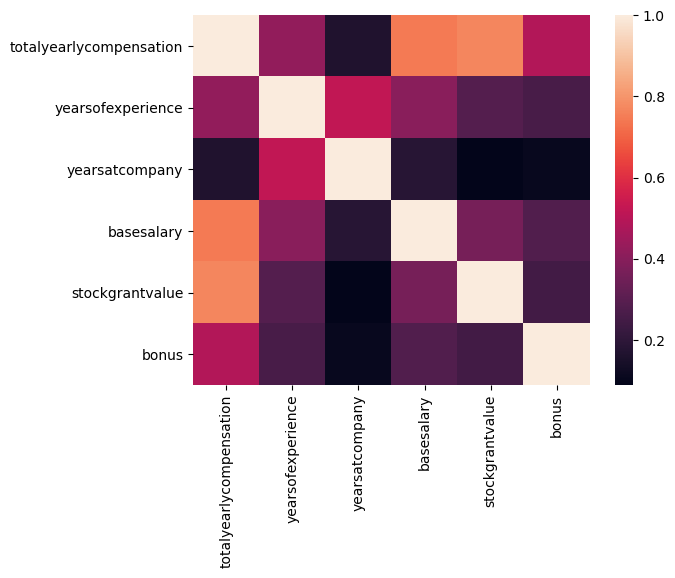 totalyearlycompensation
yearsofexperience
yearsatcompany
basesalary
stockgrantvalue
bonus
totalyearlycompensation
yearsofexperience
yearsatcompany
basesalary
stockgrantvalue
bonus
1.0
0.8
0.6
0.4
0.2